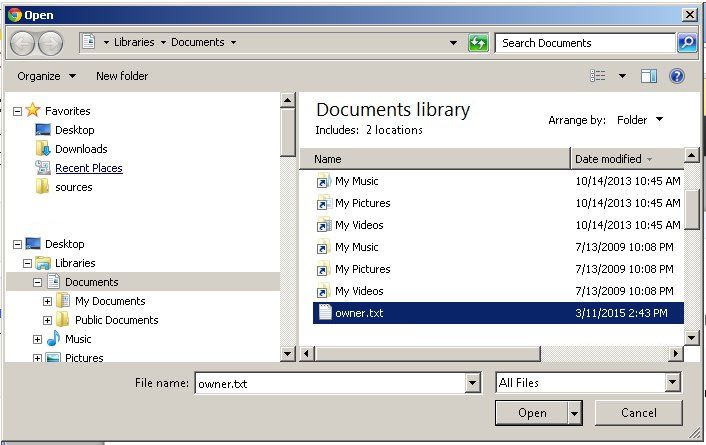 Open
Libraries Documents
Search Documents
Organize New folder
Favorites
Desktop
Downloads
Recent Places
sources
Desktop
Libraries
Documents
My Documents
Public Documents
Music
Pictures
Documents library
Includes: 2 locations
Arrange by: Folder
Name Date modified
My Music 10/14/2013 10:45 AM
My Pictures 10/14/2013 10:45 AM
My Videos 10/14/2013 10:45 AM
My Music 7/13/2009 10:08 PM
My Pictures 7/13/2009 10:08 PM
My Videos 7/13/2009 10:08 PM
owner.txt 3/11/2015 2:43 PM
File name: owner.txt All Files
Open Cancel